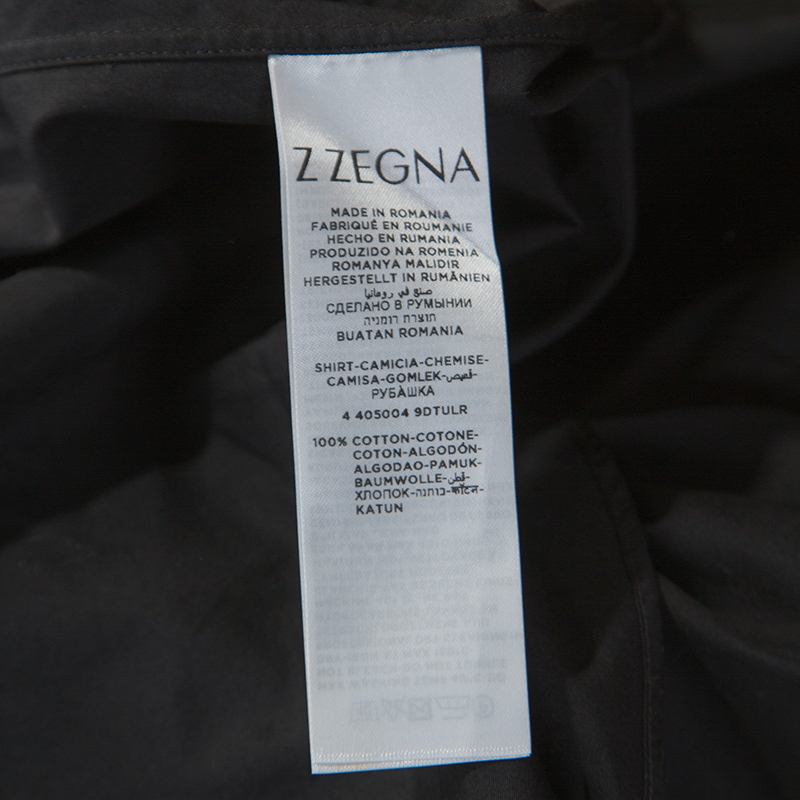 Z ZEGNA
MADE IN ROMANIA
FABRIQUÉ EN ROUMANIE
HECHO EN RUMANIA
PRODUZIDO NA ROMENIA
ROMANYA MALIDIR
HERGESTELLT IN RUMÄNIEN
صنع في رومانيا
СДЕЛАНО В РУМЫНИИ
תוצרת רומניה
BUATAN ROMANIA
SHIRT-CAMICIA-CHEMISE-
CAMISA-GOMLEK-قميص-
РУБАШКА
4 405004 9DTULR
100% COTTON-COTONE-
COTON-ALGODÓN-
ALGODAO-PAMUK-
BAUMWOLLE-قطن-
ХЛОПОК-כותנה-कॉटन-
KATUN